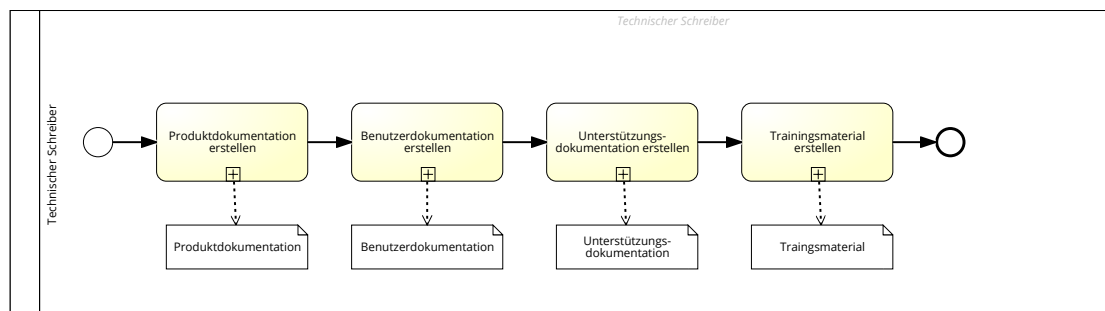 Technischer Schreiber
Technischer Schreiber
Produktdokumentation
erstellen
Benutzerdokumentation
erstellen
Unterstützungs-
dokumentation erstellen
Trainingsmaterial
erstellen
Produktdokumentation
Benutzerdokumentation
Unterstützungs-
dokumentation
Traingsmaterial